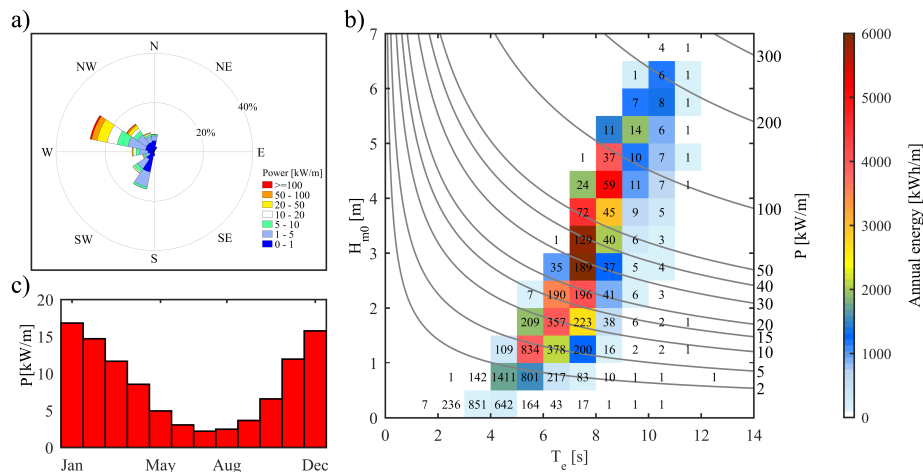 a)
N
NW
NE
40%
20%
W
E
SW
SE
S
Power [kW/m]
>=100
50 - 100
20 - 50
10 - 20
5 - 10
1 - 5
0 - 1
c)
P[kW/m]
20
15
10
5
0
Jan
May
Aug
Dec
b)
H_m0 [m]
7
6
5
4
3
2
1
0
4 1
1 6 1
7 8 1
11 14 6 1
1 37 10 7 1
24 59 11 7 1
72 45 9 5
1 129 40 6 3
35 189 37 5 4
7 190 196 41 6 3
209 357 223 38 6 2 1
109 834 378 200 16 2 2 1
1 142 1411 801 217 83 10 1 1 1
7 236 851 642 164 43 17 1 1 1
0 2 4 6 8 10 12 14
T_e [s]
300
200
100
50
40
30
20
15
10
5
2
P [kW/m]
6000
5000
4000
3000
2000
1000
0
Annual energy [kWh/m]